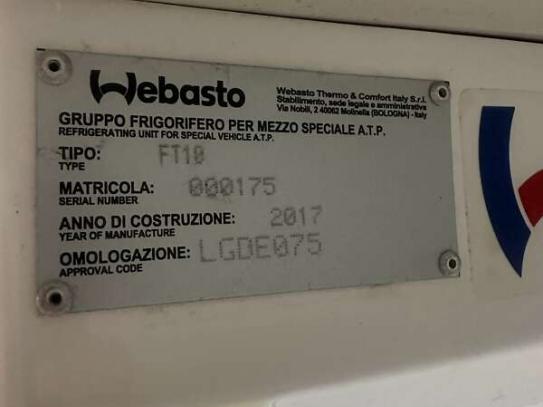 Webasto
Webasto Thermo & Comfort Italy S.r.l.
Stabilimento, sede legale e amministrativa
Via Nobili, 2 40062 Molinella (BOLOGNA) - Italy
GRUPPO FRIGORIFERO PER MEZZO SPECIALE A.T.P.
REFRIGERATING UNIT FOR SPECIAL VEHICLE A.T.P.
TIPO: FT10
TYPE
MATRICOLA: 000175
SERIAL NUMBER
ANNO DI COSTRUZIONE: 2017
YEAR OF MANUFACTURE
OMOLOGAZIONE: LGDE075
APPROVAL CODE